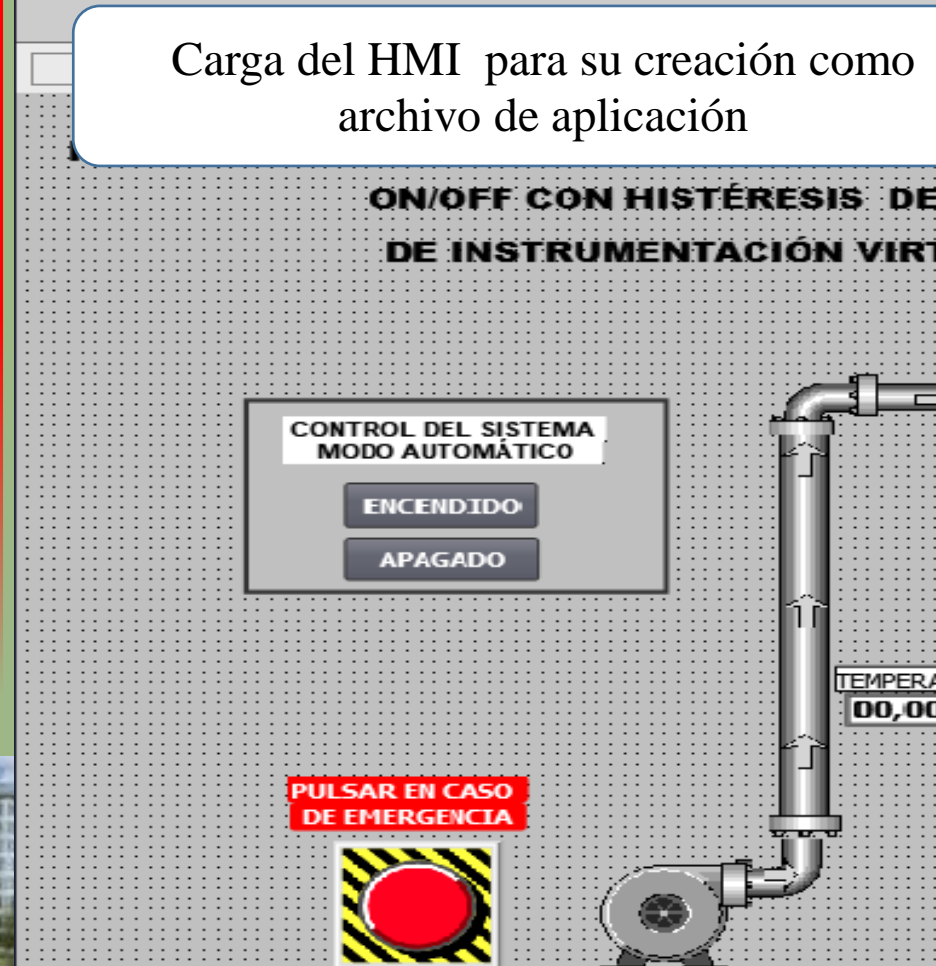 Carga del HMI para su creación como
archivo de aplicación
ON/OFF CON HISTÉRESIS DE
DE INSTRUMENTACIÓN VIRT
CONTROL DEL SISTEMA
MODO AUTOMÁTICO
ENCENDIDO
APAGADO
TEMPERA
00,00
PULSAR EN CASO
DE EMERGENCIA